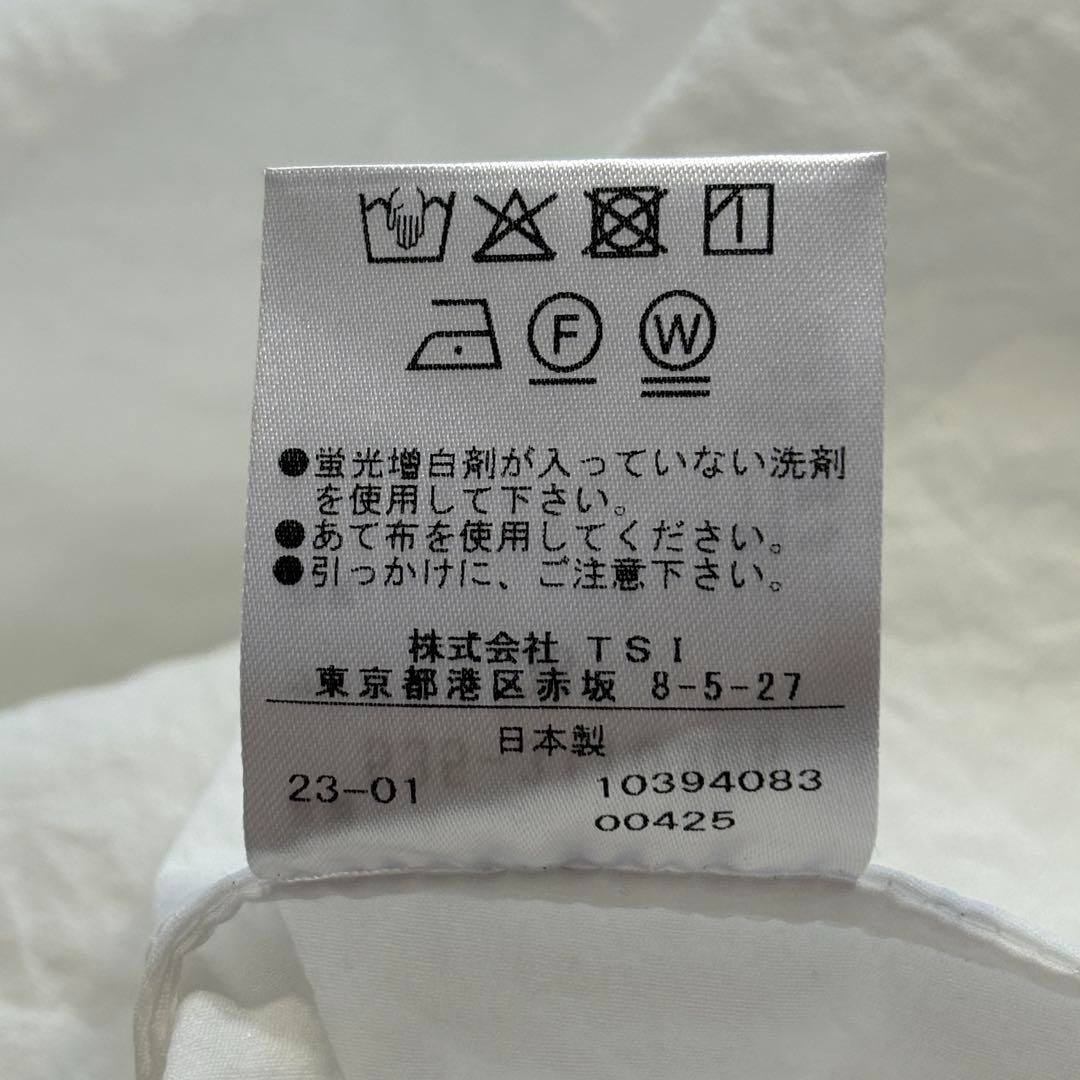 F W
●蛍光増白剤が入っていない洗剤
を使用して下さい。
●あて布を使用してください。
●引っかけに、ご注意下さい。
株式会社 TSI
東京都港区赤坂 8-5-27
日本製
23-01 10394083
00425